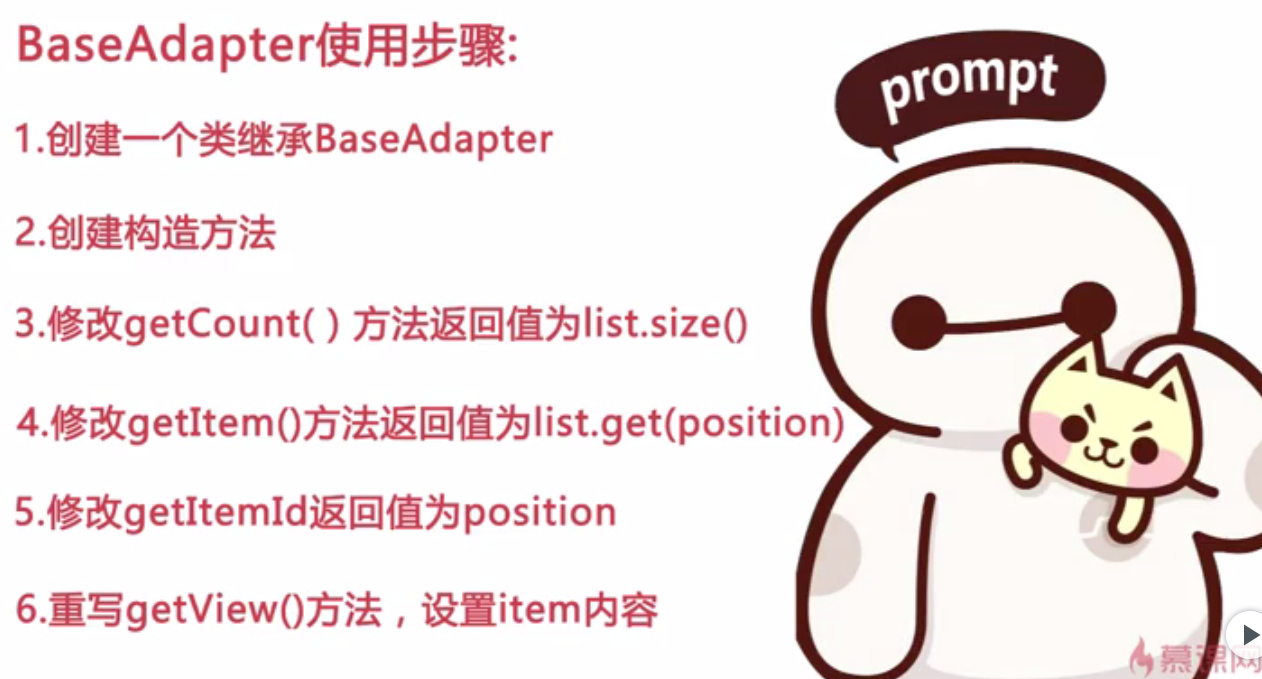 BaseAdapter使用步骤:
prompt
1.创建一个类继承BaseAdapter
2.创建构造方法
3.修改getCount( ) 方法返回值为list.size()
4.修改getItem()方法返回值为list.get(position)
5.修改getItemId返回值为position
6.重写getView()方法，设置item内容
慕课网